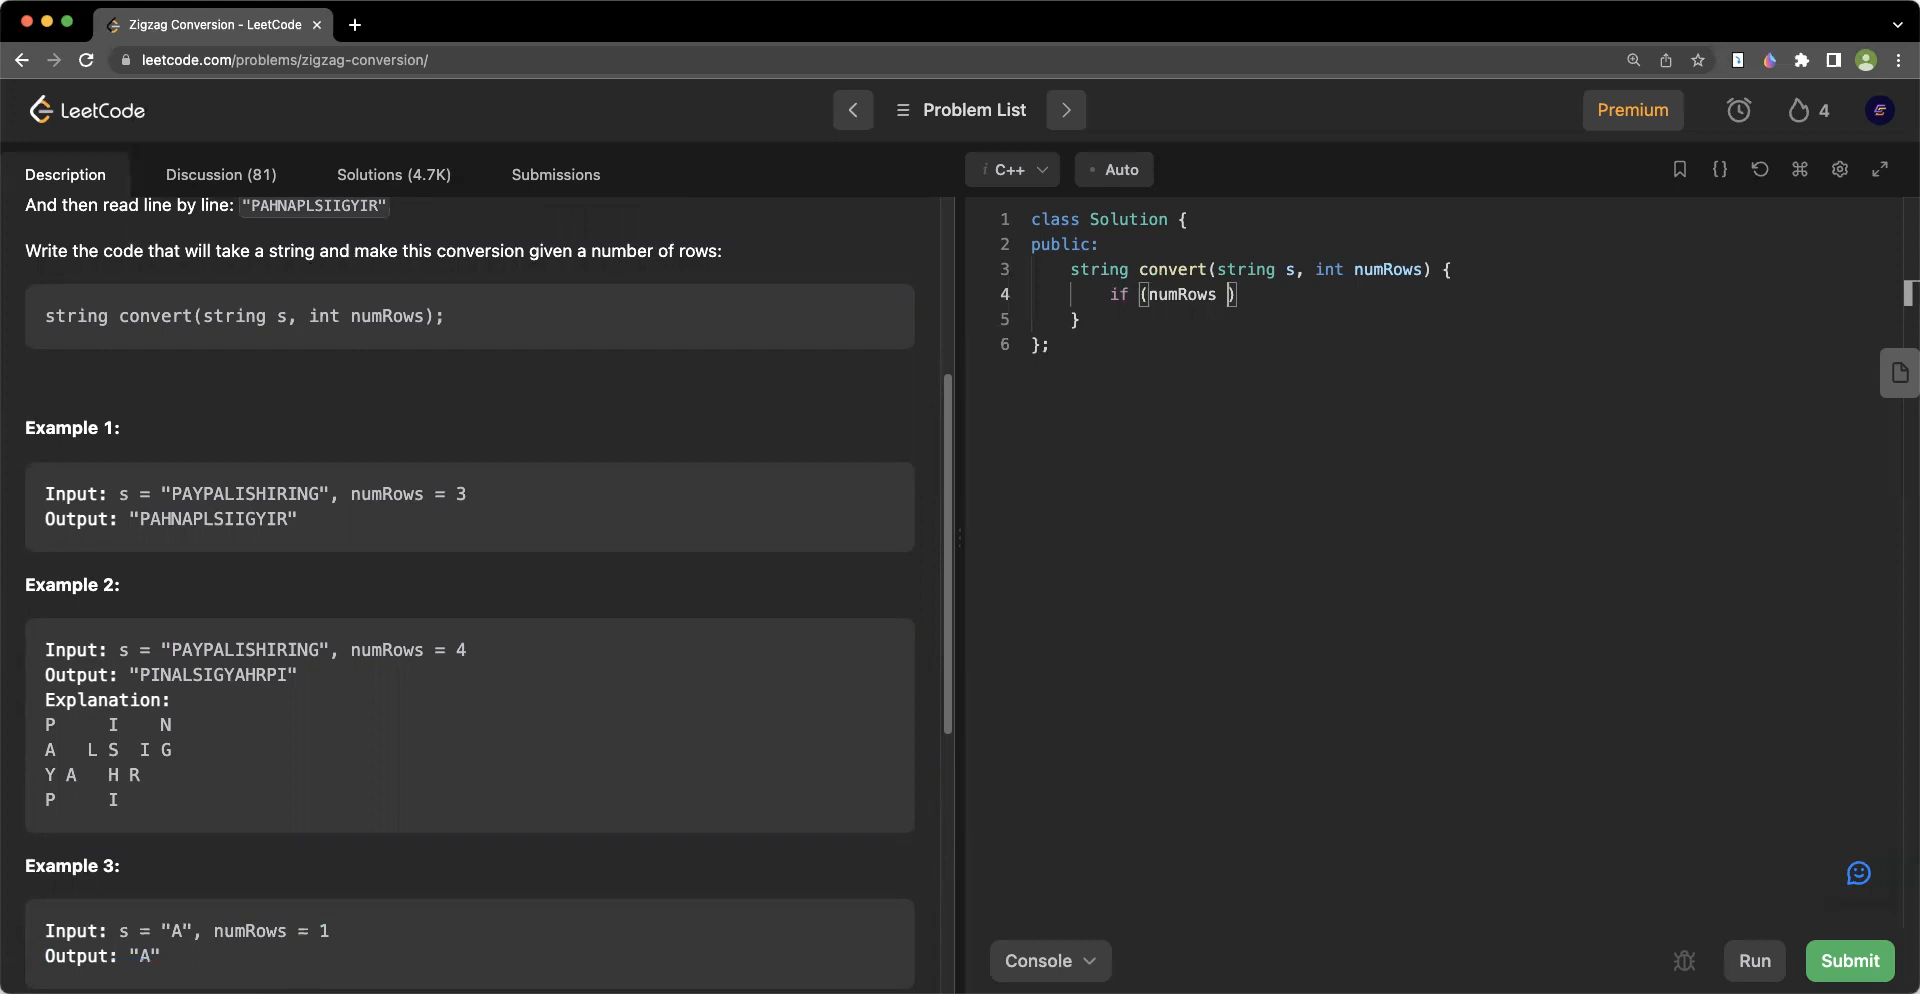 Zigzag Conversion - LeetCode
leetcode.com/problems/zigzag-conversion/
LeetCode
Problem List
Premium
4
Description
Discussion (81)
Solutions (4.7K)
Submissions
And then read line by line: "PAHNAPLSIIGYIR"
Write the code that will take a string and make this conversion given a number of rows:
string convert(string s, int numRows);
Example 1:
Input: s = "PAYPALISHIRING", numRows = 3
Output: "PAHNAPLSIIGYIR"
Example 2:
Input: s = "PAYPALISHIRING", numRows = 4
Output: "PINALSIGYAHRPI"
Explanation:
P     I    N
A   L S  I G
Y A   H R
P     I
Example 3:
Input: s = "A", numRows = 1
Output: "A"
i C++
Auto
{}
1 class Solution {
2 public:
3     string convert(string s, int numRows) {
4         if (numRows )
5     }
6 };
Console
Run
Submit